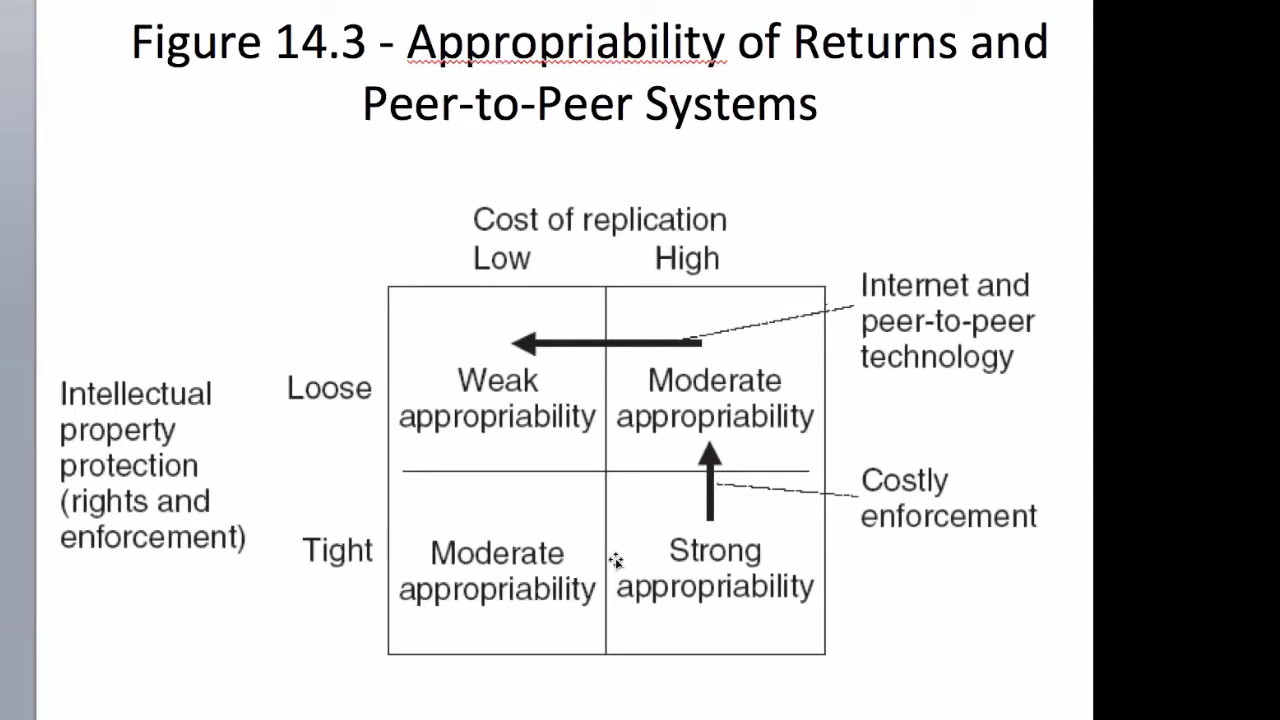 Figure 14.3 - Appropriability of Returns and
Peer-to-Peer Systems
Cost of replication
Low High
Internet and
peer-to-peer
technology
Intellectual
property
protection
(rights and
enforcement)
Loose
Weak
appropriability
Moderate
appropriability
Costly
enforcement
Tight
Moderate
appropriability
Strong
appropriability